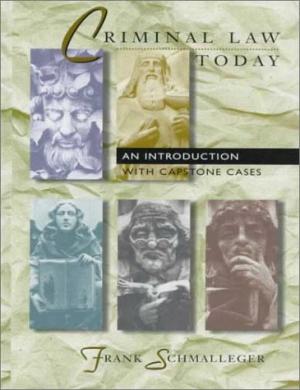 CRIMINAL LAW
TODAY
AN INTRODUCTION
WITH CAPSTONE CASES
FRANK SCHMALLEGER